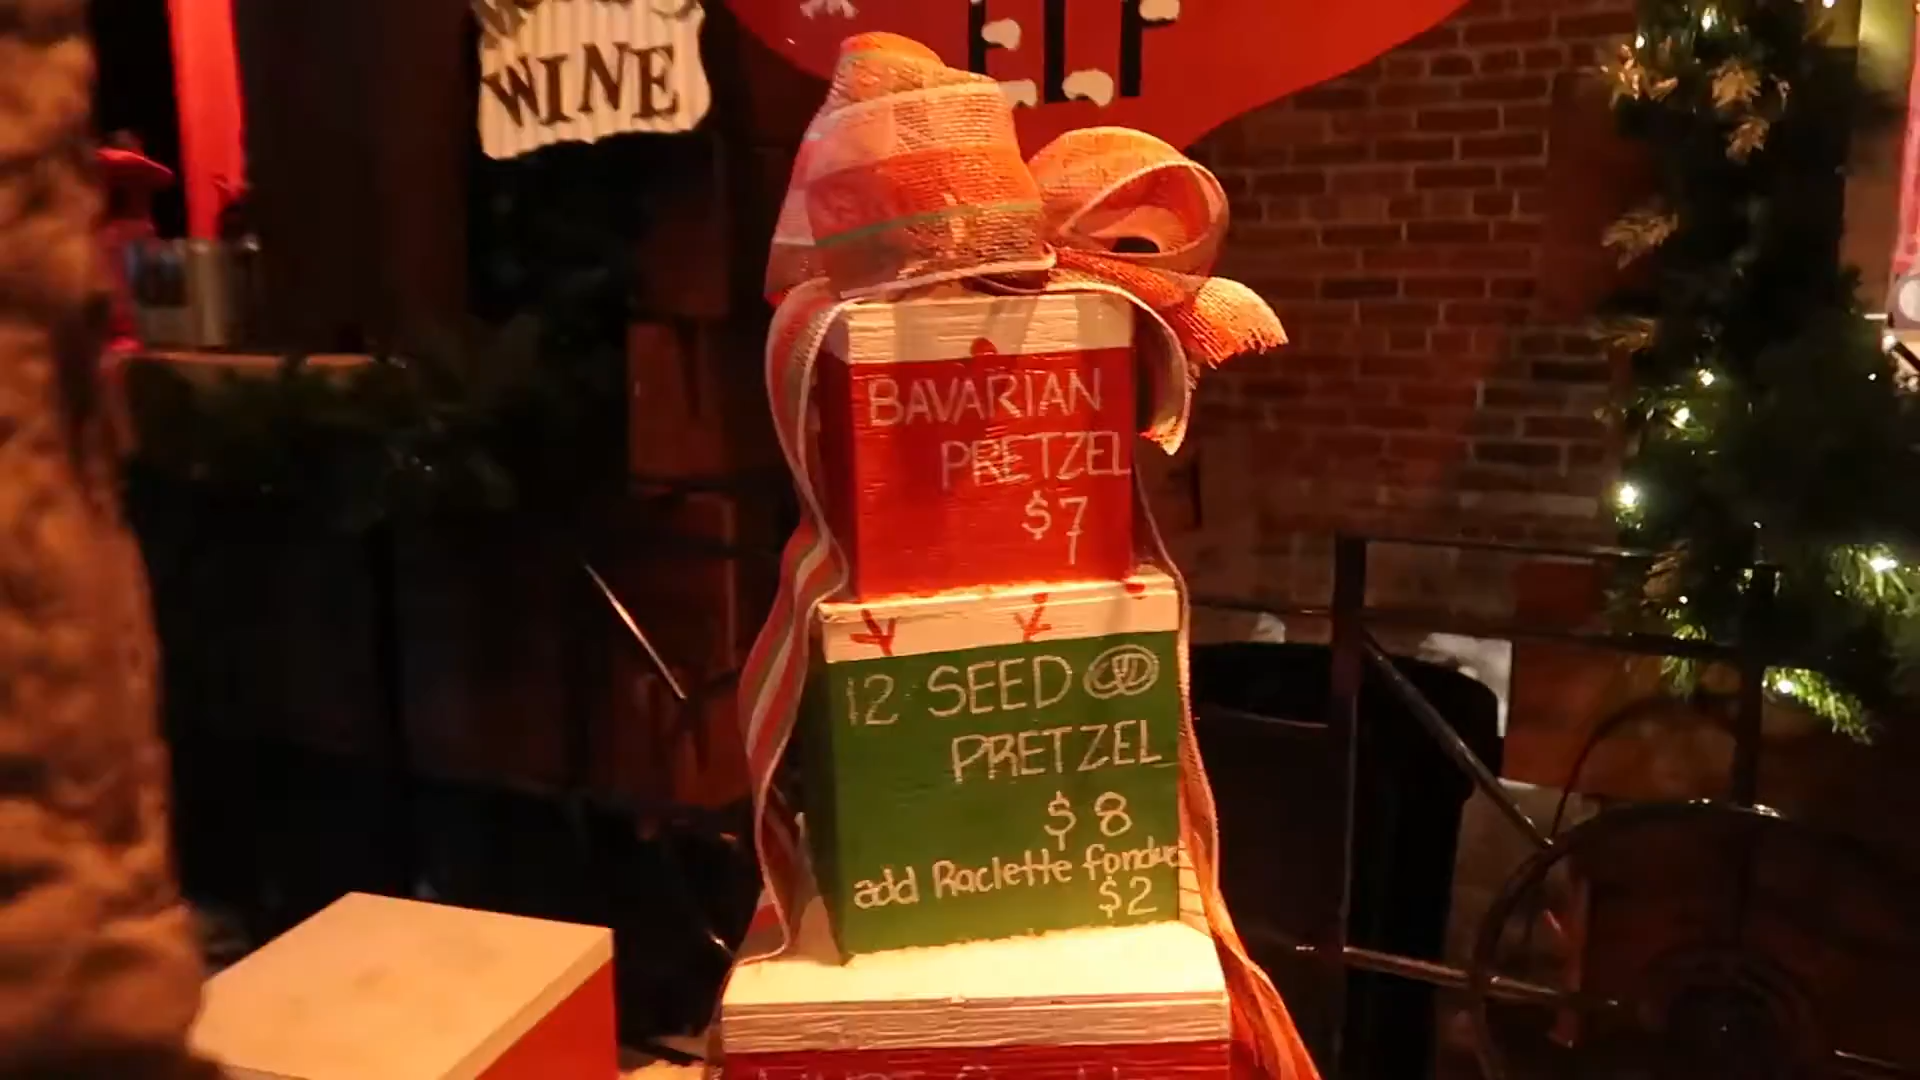 WINE
ELF
BAVARIAN
PRETZEL
$7
12 SEED
PRETZEL
$8
add Raclette fondue
$2